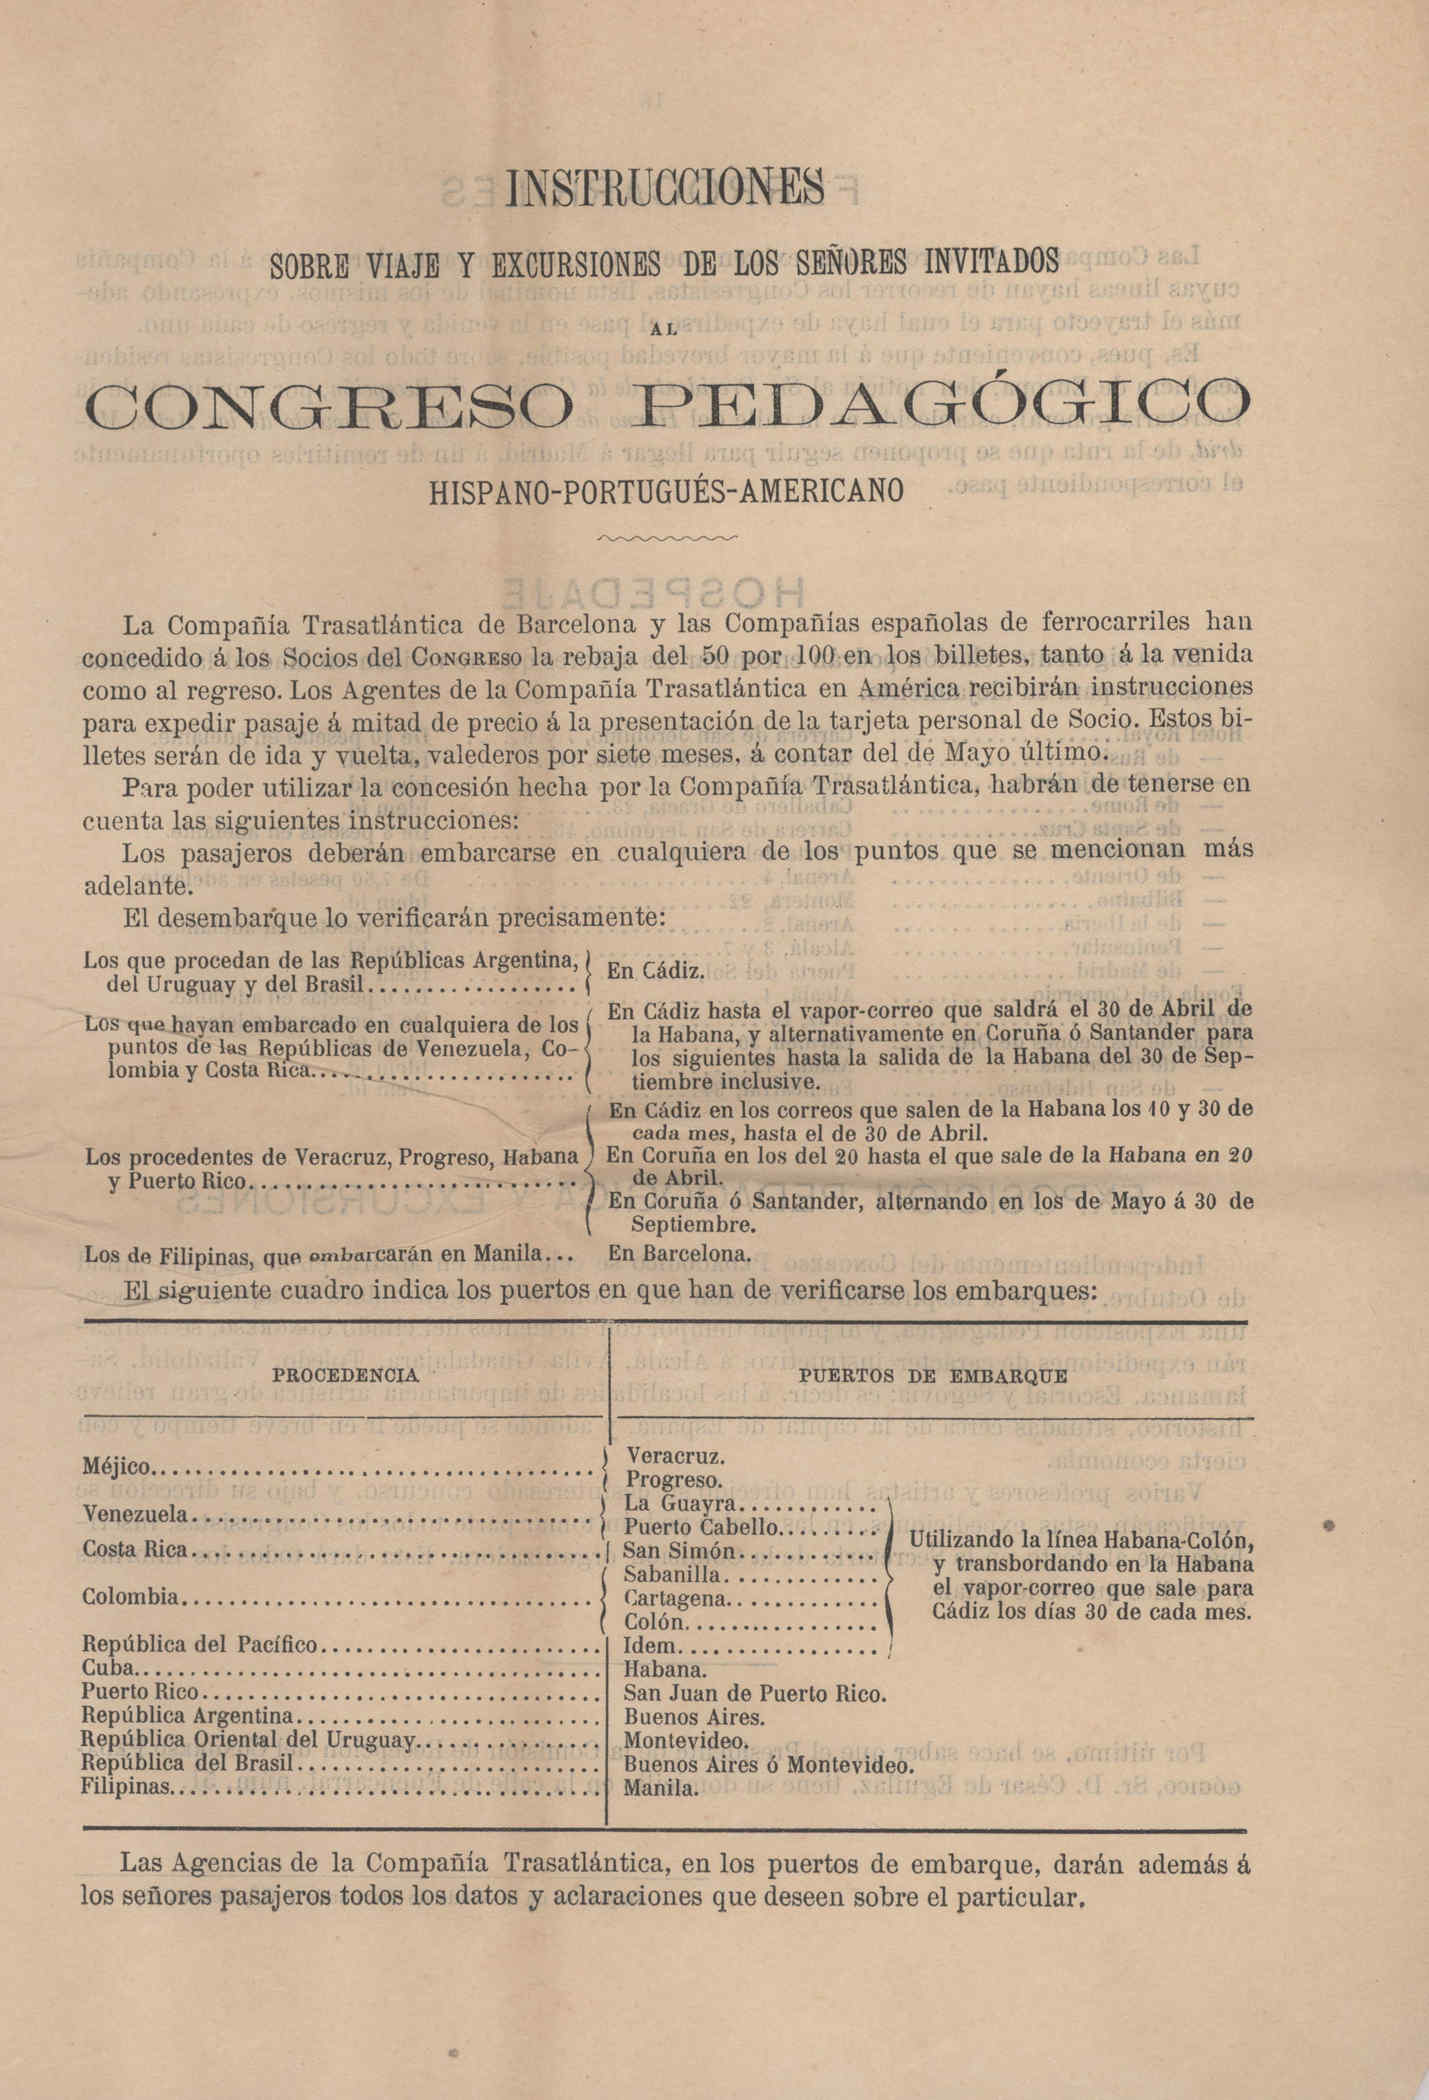 INSTRUCCIONES
SOBRE VIAJE Y EXCURSIONES DE LOS SEÑORES INVITADOS
AL
CONGRESO PEDAGÓGICO
HISPANO-PORTUGUÉS-AMERICANO
La Compañía Trasatlántica de Barcelona y las Compañías españolas de ferrocarriles han
concedido á los Socios del CONGRESO la rebaja del 50 por 100 en los billetes, tanto á la venida
como al regreso. Los Agentes de la Compañía Trasatlántica en América recibirán instrucciones
para expedir pasaje á mitad de precio á la presentación de la tarjeta personal de Socio. Estos bi-
lletes serán de ida y vuelta, valederos por siete meses, á contar del de Mayo último.
Para poder utilizar la concesión hecha por la Compañía Trasatlántica, habrán de tenerse en
cuenta las siguientes instrucciones:
Los pasajeros deberán embarcarse en cualquiera de los puntos que se mencionan más
adelante.
El desembarque lo verificarán precisamente:
Los que procedan de las Repúblicas Argentina,
del Uruguay y del Brasil..................
En Cádiz.
Los que hayan embarcado en cualquiera de los
puntos de las Repúblicas de Venezuela, Co-
lombia y Costa Rica......................
En Cádiz hasta el vapor-correo que saldrá el 30 de Abril de
la Habana, y alternativamente en Coruña ó Santander para
los siguientes hasta la salida de la Habana del 30 de Sep-
tiembre inclusive.
Los procedentes de Veracruz, Progreso, Habana
y Puerto Rico............................
En Cádiz en los correos que salen de la Habana los 10 y 30 de
cada mes, hasta el de 30 de Abril.
En Coruña en los del 20 hasta el que sale de la Habana en 20
de Abril.
En Coruña ó Santander, alternando en los de Mayo á 30 de
Septiembre.
Los de Filipinas, que embarcarán en Manila... En Barcelona.
El siguiente cuadro indica los puertos en que han de verificarse los embarques:
PROCEDENCIA PUERTOS DE EMBARQUE
Méjico......................................
Veracruz.
Progreso.
Venezuela..................................
La Guayra............
Puerto Cabello.........
Costa Rica................................... San Simón............
Colombia...................................
Sabanilla.............
Cartagena.............
Colón................
República del Pacífico........................ Idem.................
Utilizando la línea Habana-Colón,
y transbordando en la Habana
el vapor-correo que sale para
Cádiz los días 30 de cada mes.
Cuba........................................ Habana.
Puerto Rico.................................. San Juan de Puerto Rico.
República Argentina.......................... Buenos Aires.
República Oriental del Uruguay................ Montevideo.
República del Brasil.......................... Buenos Aires ó Montevideo.
Filipinas..................................... Manila.
Las Agencias de la Compañía Trasatlántica, en los puertos de embarque, darán además á
los señores pasajeros todos los datos y aclaraciones que deseen sobre el particular.